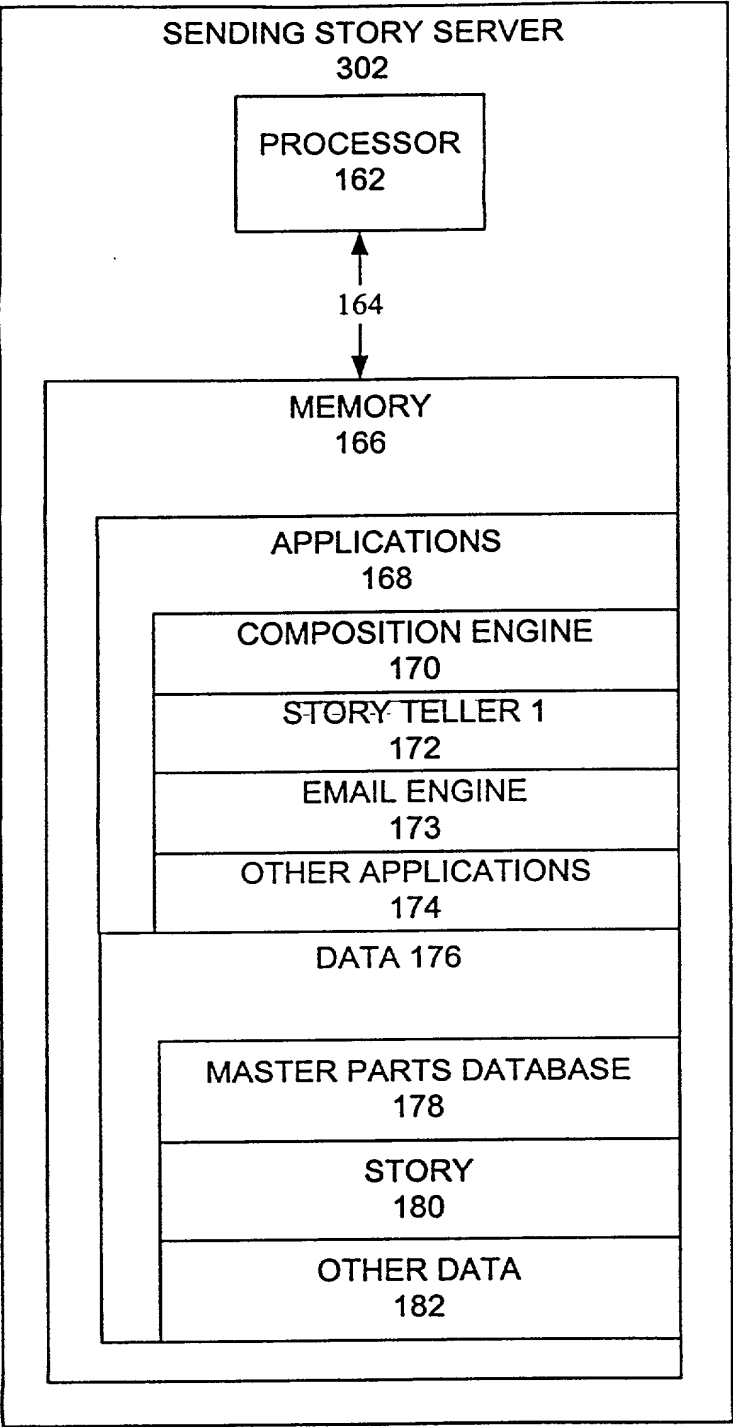 SENDING STORY SERVER
302
PROCESSOR
162
164
MEMORY
166
APPLICATIONS
168
COMPOSITION ENGINE
170
STORY TELLER 1
172
EMAIL ENGINE
173
OTHER APPLICATIONS
174
DATA 176
MASTER PARTS DATABASE
178
STORY
180
OTHER DATA
182